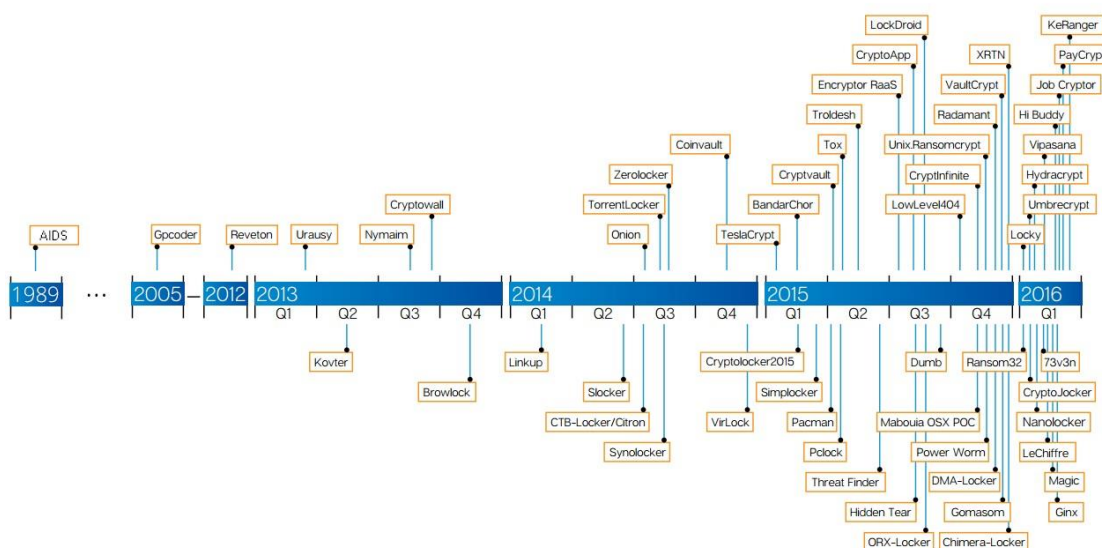 LockDroid
KeRanger
CryptoApp
XRTN
PayCryp
Encryptor RaaS
VaultCrypt
Job Cryptor
Troldesh
Radamant
Hi Buddy
Coinvault
Tox
Unix.Ransomcrypt
Vipasana
Zerolocker
Cryptvault
CryptInfinite
Hydracrypt
Cryptowall
TorrentLocker
BandarChor
LowLevel404
Umbrecrypt
AIDS
Gpcoder
Reveton
Urausy
Nymaim
Onion
TeslaCrypt
Locky
1989 ... 2005 – 2012 2013 2014 2015 2016
Q1 Q2 Q3 Q4 Q1 Q2 Q3 Q4 Q1 Q2 Q3 Q4 Q1
Kovter
Linkup
Cryptolocker2015
Dumb
Ransom32
73v3n
Browlock
Slocker
Simplocker
CryptoJocker
CTB-Locker/Citron
VirLock
Pacman
Mabouia OSX POC
Nanolocker
Synolocker
Pclock
Power Worm
LeChiffre
Threat Finder
DMA-Locker
Magic
Hidden Tear
Gomasom
Ginx
ORX-Locker
Chimera-Locker